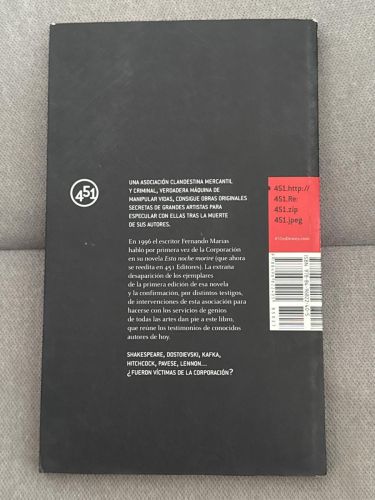 451
UNA ASOCIACIÓN CLANDESTINA MERCANTIL
Y CRIMINAL, VERDADERA MÁQUINA DE
MANIPULAR VIDAS, CONSIGUE OBRAS ORIGINALES
SECRETAS DE GRANDES ARTISTAS PARA
ESPECULAR CON ELLAS TRAS LA MUERTE
DE SUS AUTORES.
En 1996 el escritor Fernando Marías
habló por primera vez de la Corporación
en su novela Esta noche moriré (que ahora
se reedita en 451 Editores). La extraña
desaparición de los ejemplares
de la primera edición de esa novela
y la confirmación, por distintos testigos,
de intervenciones de esta asociación para
hacerse con los servicios de genios
de todas las artes dan pie a este libro,
que reúne los testimonios de conocidos
autores de hoy.
SHAKESPEARE, DOSTOIEVSKI, KAFKA,
HITCHCOCK, PAVESE, LENNON...
¿FUERON VÍCTIMAS DE LA CORPORACIÓN?
451.http://
451.Re:
451.zip
451.jpeg
451editores.com
ISBN